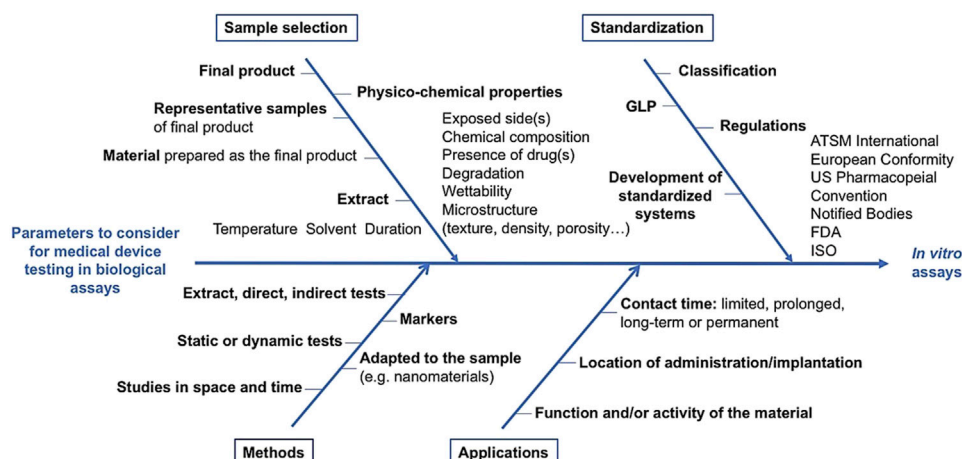 Sample selection
Final product
Physico-chemical properties
Representative samples
of final product
Exposed side(s)
Chemical composition
Presence of drug(s)
Degradation
Wettability
Microstructure
(texture, density, porosity...)
Material prepared as the final product
Extract
Temperature Solvent Duration
Standardization
Classification
GLP
Regulations
ATSM International
European Conformity
US Pharmacopeial
Convention
Notified Bodies
FDA
ISO
Development of
standardized
systems
Parameters to consider
for medical device
testing in biological
assays
In vitro
assays
Extract, direct, indirect tests
Markers
Static or dynamic tests
Adapted to the sample
(e.g. nanomaterials)
Studies in space and time
Methods
Contact time: limited, prolonged,
long-term or permanent
Location of administration/implantation
Function and/or activity of the material
Applications